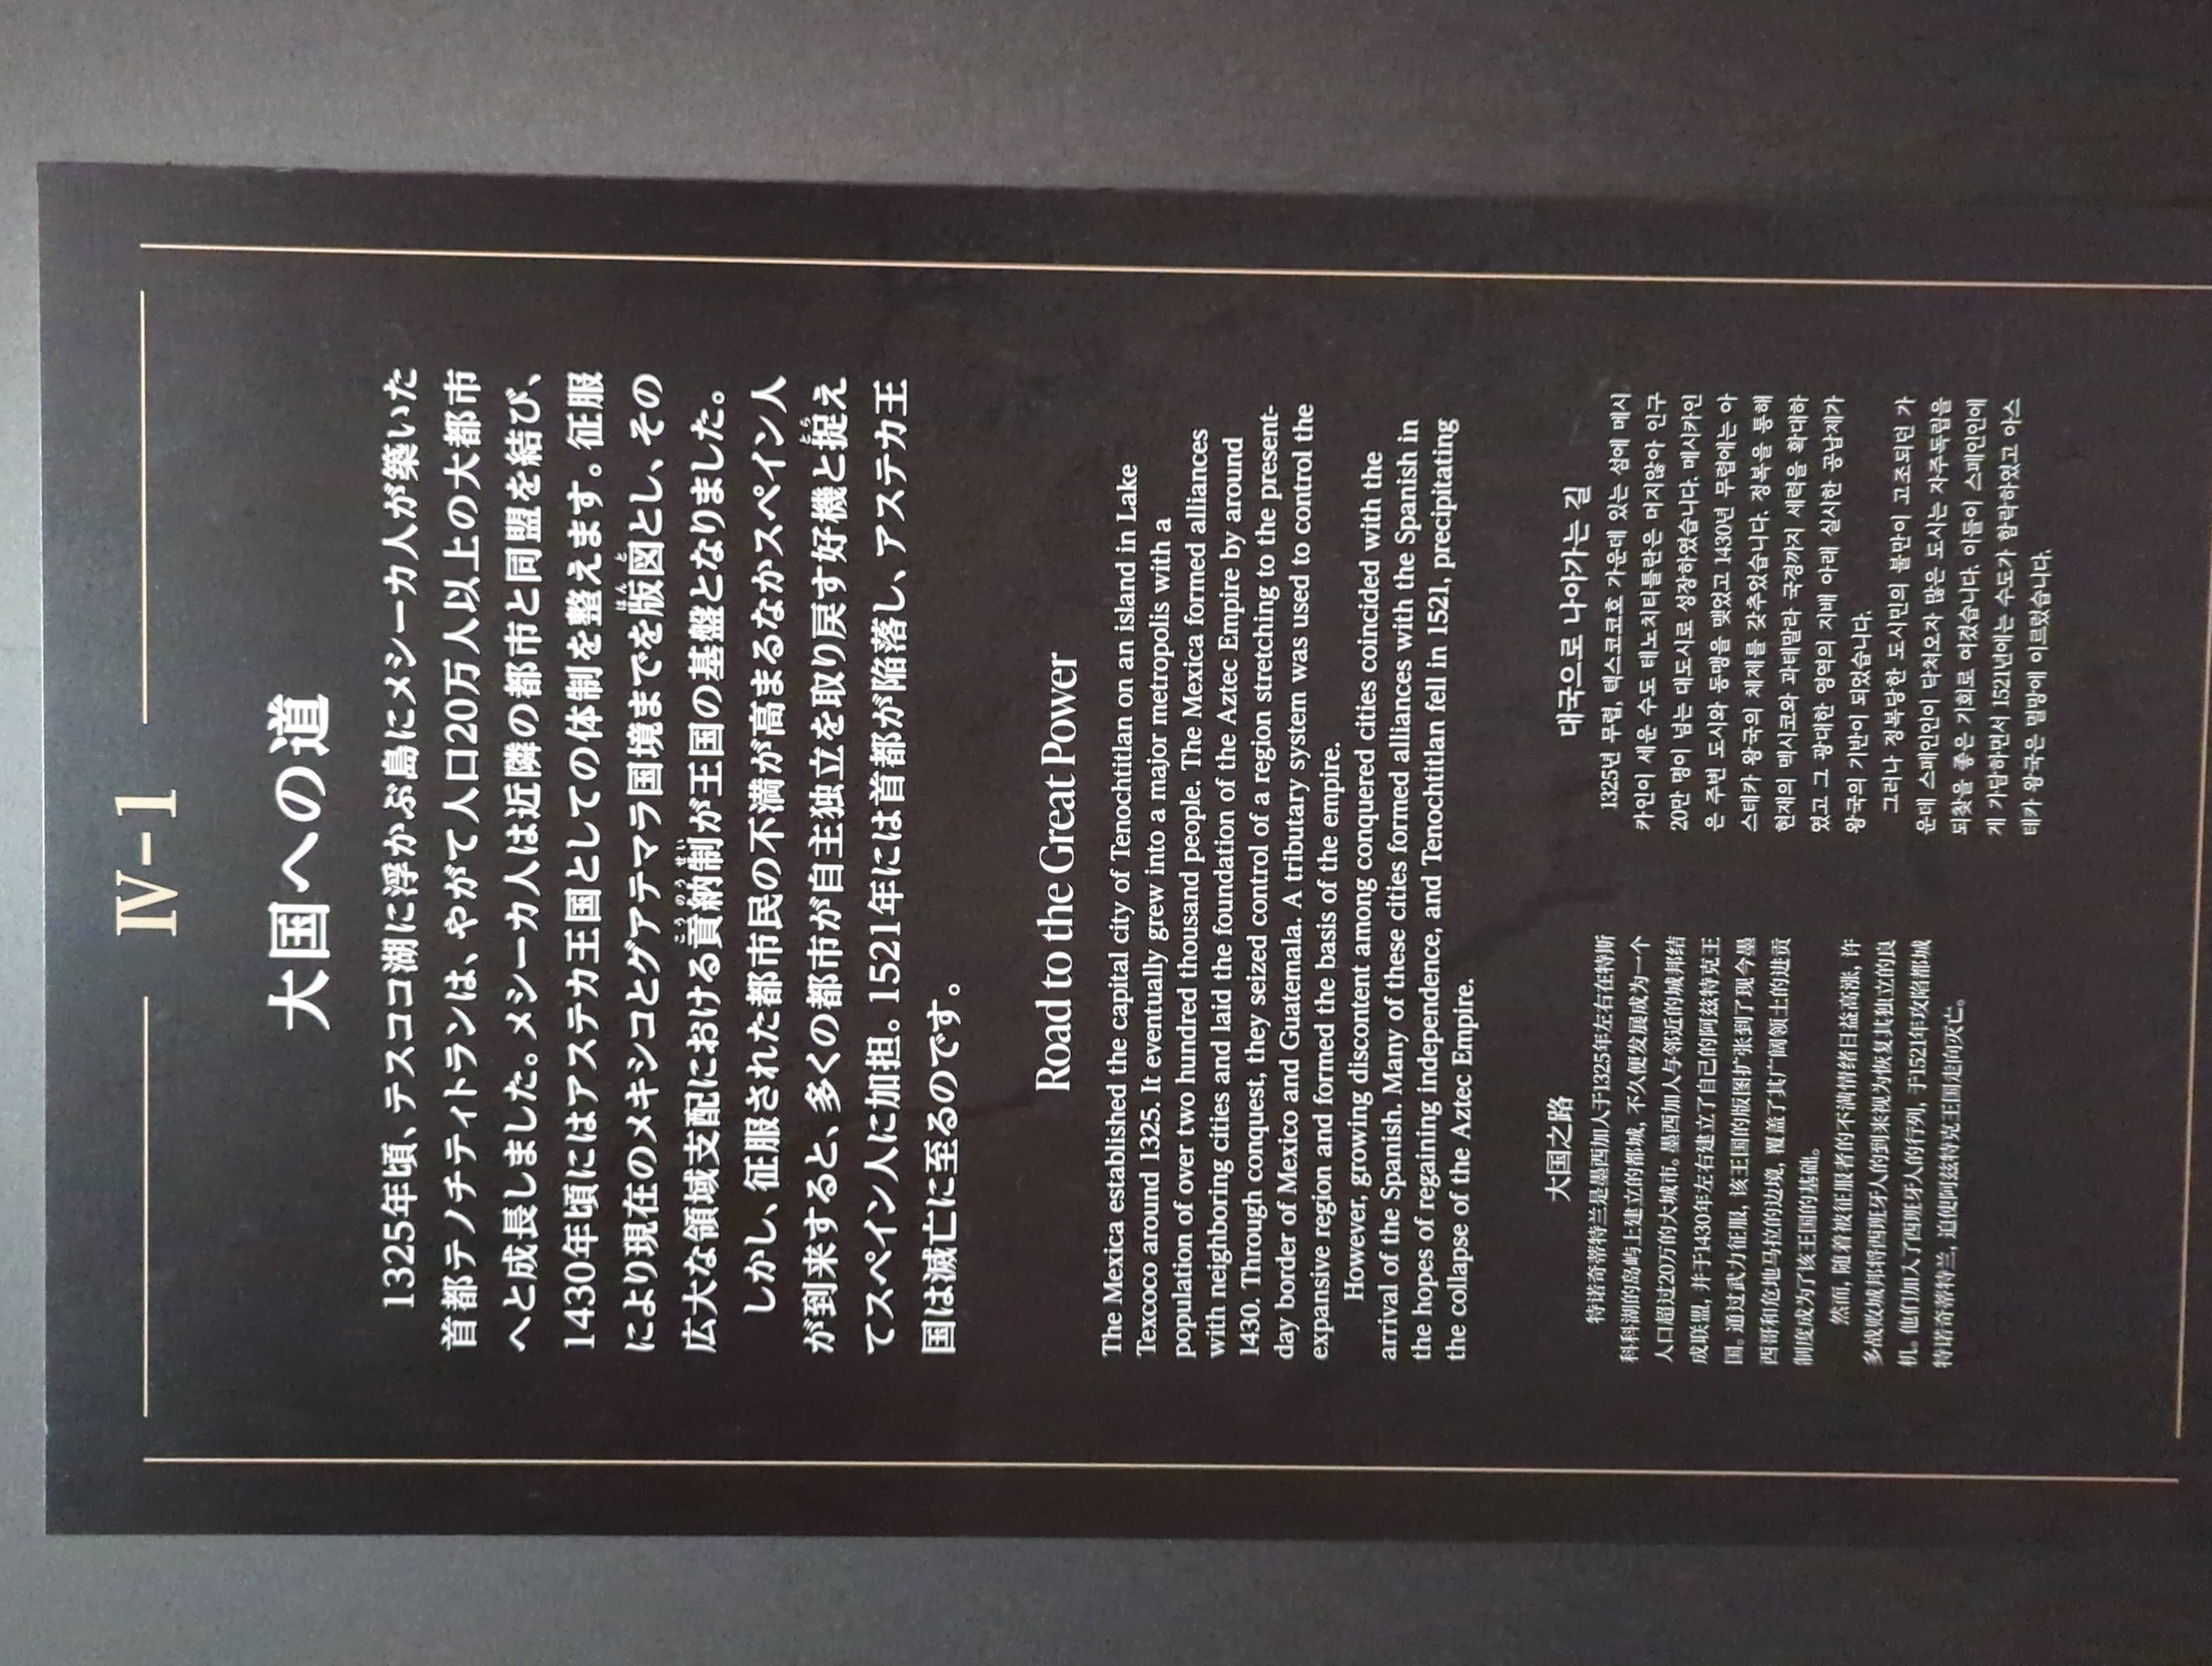 IV-1
大国への道
1325年頃、テスココ湖に浮かぶ島にメシーカ人が築いた
首都テノチティトランは、やがて人口20万人以上の大都市
へと成長しました。メシーカ人は近隣の都市と同盟を結び、
1430年頃にはアステカ王国としての体制を整えます。征服
により現在のメキシコとグアテマラ国境までを版図とし、その
広大な領域支配における貢納制が王国の基盤となりました。
しかし、征服された都市民の不満が高まるなかスペイン人
が到来すると、多くの都市が自主独立を取り戻す好機と捉え
てスペイン人に加担。1521年には首都が陥落し、アステカ王
国は滅亡に至るのです。
Road to the Great Power
The Mexica established the capital city of Tenochtitlan on an island in Lake
Texcoco around 1325. It eventually grew into a major metropolis with a
population of over two hundred thousand people. The Mexica formed alliances
with neighboring cities and laid the foundation of the Aztec Empire by around
1430. Through conquest, they seized control of a region stretching to the present-
day border of Mexico and Guatemala. A tributary system was used to control the
expansive region and formed the basis of the empire.
However, growing discontent among conquered cities coincided with the
arrival of the Spanish. Many of these cities formed alliances with the Spanish in
the hopes of regaining independence, and Tenochtitlan fell in 1521, precipitating
the collapse of the Aztec Empire.
大国之路
特诺奇蒂特兰是墨西加人于1325年左右在特斯
科科湖的岛屿上建立的都城, 不久便发展成为一个
人口超过20万的大城市。墨西加人与邻近的城邦结
成联盟, 并于1430年左右建立了自己的阿兹特克王
国。通过武力征服, 该王国的版图扩张到了现今墨
西哥和危地马拉的边境, 覆盖了其广阔领土的进贡
制度成为了该王国的基础。
然而, 随着被征服者的不满情绪日益高涨, 许
多战败城邦将西班牙人的到来视为恢复其独立的良
机。他们加入了西班牙人的行列, 于1521年攻陷都城
特诺奇蒂特兰, 迫使阿兹特克王国走向灭亡。
대국으로 나아가는 길
1325년 무렵, 텍스코코호 가운데 있는 섬에 메시
카인이 세운 수도 테노치티틀란은 머지않아 인구
20만 명이 넘는 대도시로 성장하였습니다. 메시카인
은 주변 도시와 동맹을 맺었고 1430년 무렵에는 아
스테카 왕국의 체제를 갖추었습니다. 정복을 통해
현재의 멕시코와 과테말라 국경까지 세력을 확대하
였고 그 광대한 영역의 지배 아래 실시한 공납제가
왕국의 기반이 되었습니다.
그러나 정복당한 도시민의 불만이 고조되던 가
운데 스페인인이 닥쳐오자 많은 도시는 자주독립을
되찾을 좋은 기회로 여겼습니다. 이들이 스페인인에
게 가담하면서 1521년에는 수도가 함락하였고 아스
테카 왕국은 멸망에 이르렀습니다.